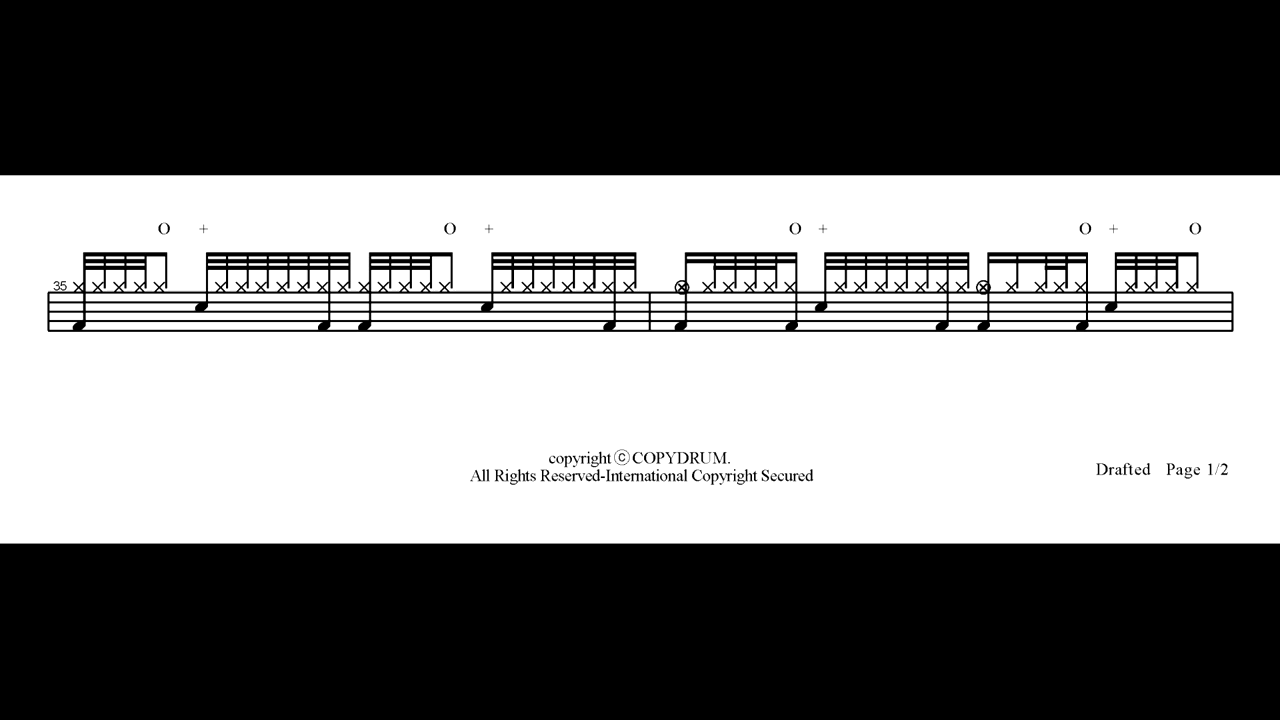 O + O + O + O + O
35
copyright ⓒ COPYDRUM.
All Rights Reserved-International Copyright Secured
Drafted Page 1/2